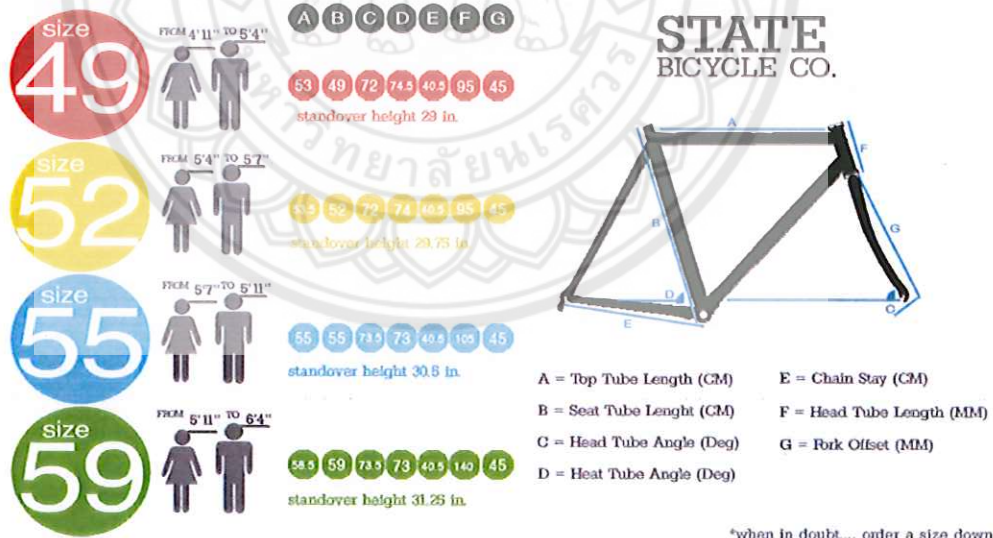 STATE
BICYCLE CO.
A B C D E F G
size
49
FROM 4'11" TO 5'4"
53 49 72 74.5 40.5 95 45
standover height 29 in.
size
52
FROM 5'4" TO 5'7"
53.5 52 72 74 40.5 95 45
standover height 29.75 in.
size
55
FROM 5'7" TO 5'11"
55 55 73.5 73 40.5 105 45
standover height 30.5 in.
size
59
FROM 5'11" TO 6'4"
58.5 59 73.5 73 40.5 140 45
standover height 31.25 in.
A
F
B
G
D
E
C
A = Top Tube Length (CM)
B = Seat Tube Lenght (CM)
C = Head Tube Angle (Deg)
D = Heat Tube Angle (Deg)
E = Chain Stay (CM)
F = Head Tube Length (MM)
G = Fork Offset (MM)
*when in doubt.... order a size down